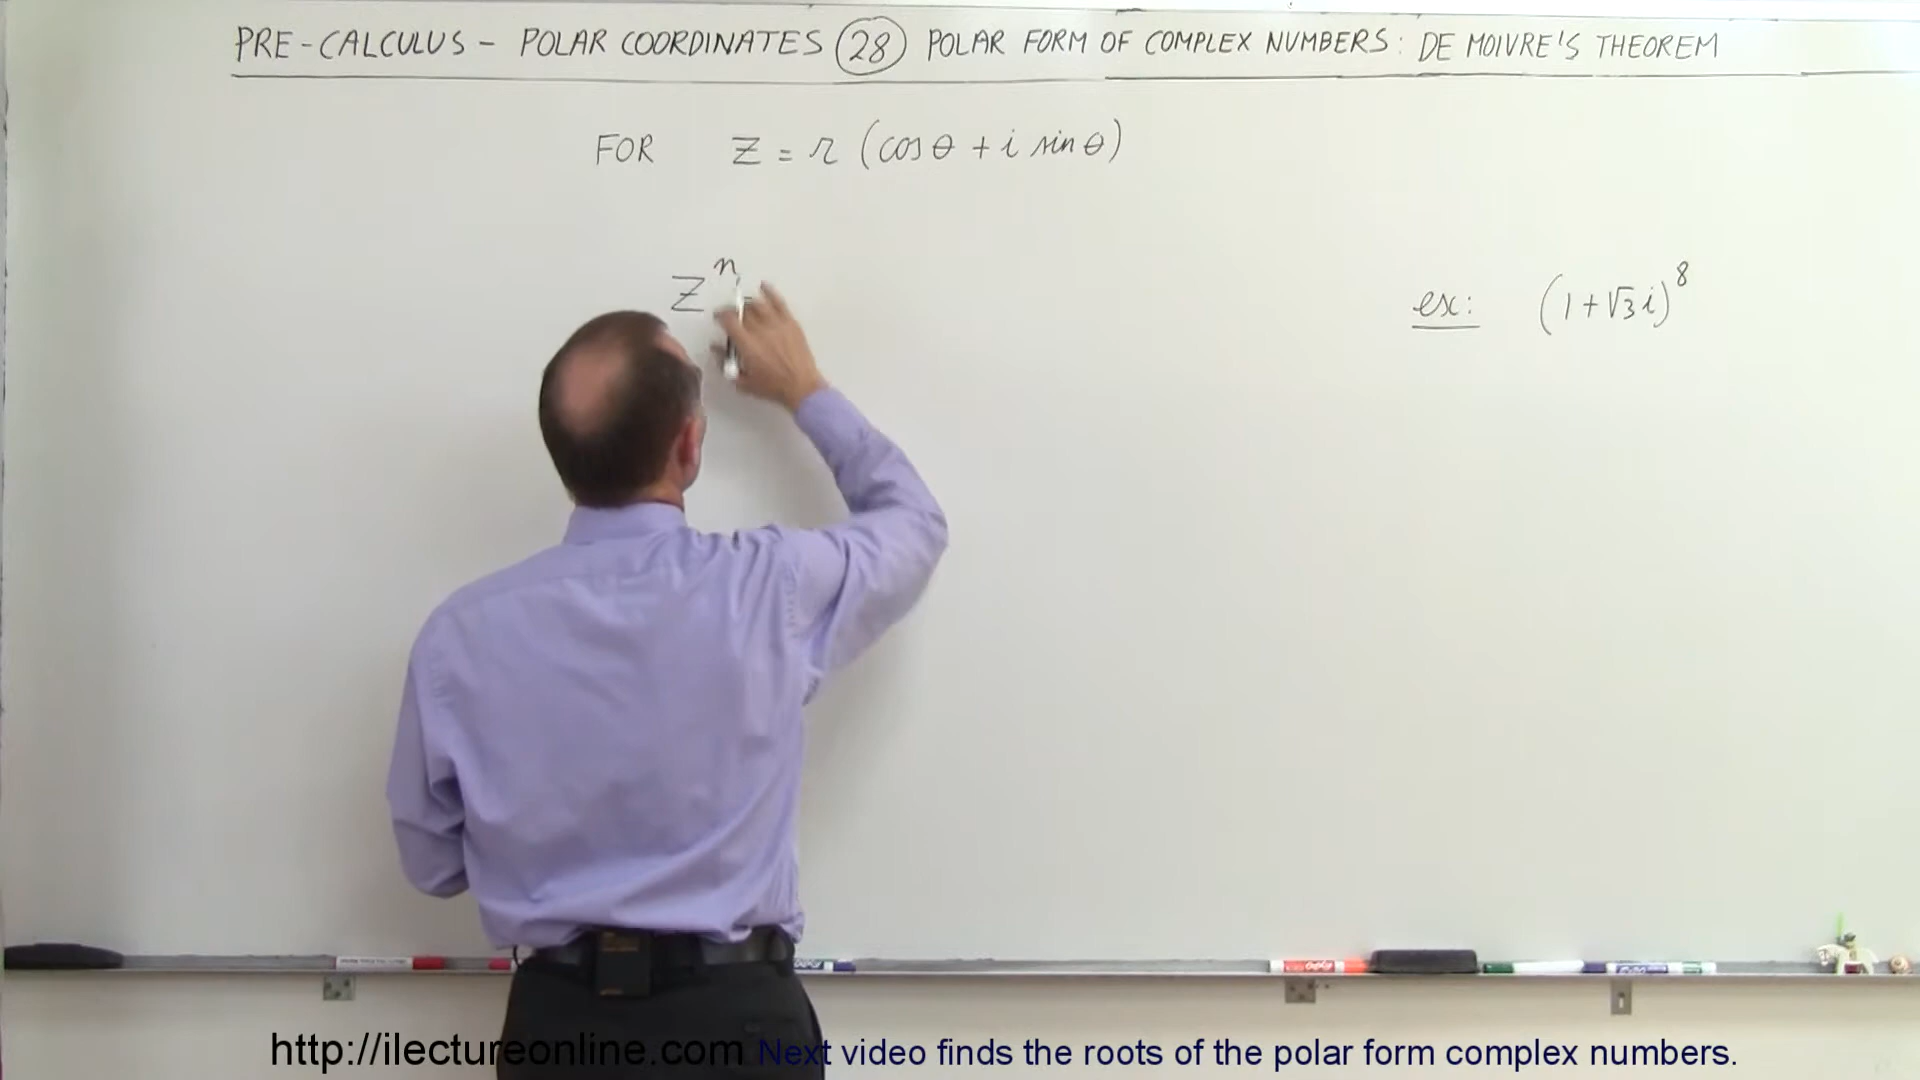 PRE-CALCULUS - POLAR COORDINATES 28 POLAR FORM OF COMPLEX NUMBERS: DE MOIVRE'S THEOREM
FOR z = r (cos θ + i sin θ)
zⁿ
ex: (1 + √3 i)⁸
http://ilectureonline.com Next video finds the roots of the polar form complex numbers.